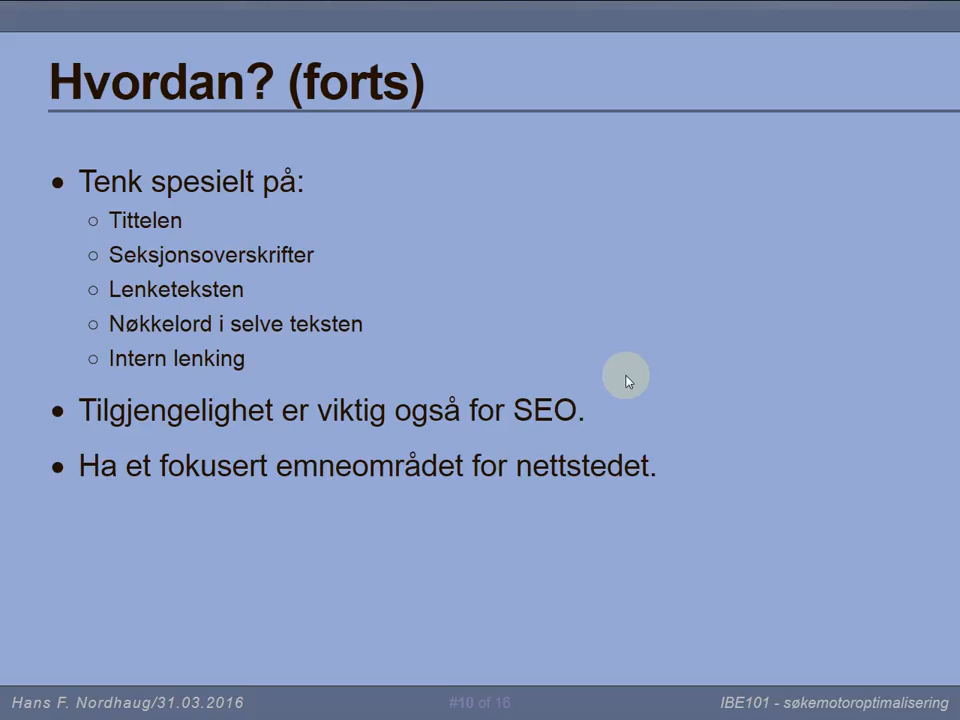 Hvordan? (forts)
Tenk spesielt på:
Tittelen
Seksjonsoverskrifter
Lenketeksten
Nøkkelord i selve teksten
Intern lenking
Tilgjengelighet er viktig også for SEO.
Ha et fokusert emneområdet for nettstedet.
Hans F. Nordhaug/31.03.2016
#10 of 16
IBE101 - søkemotoroptimalisering